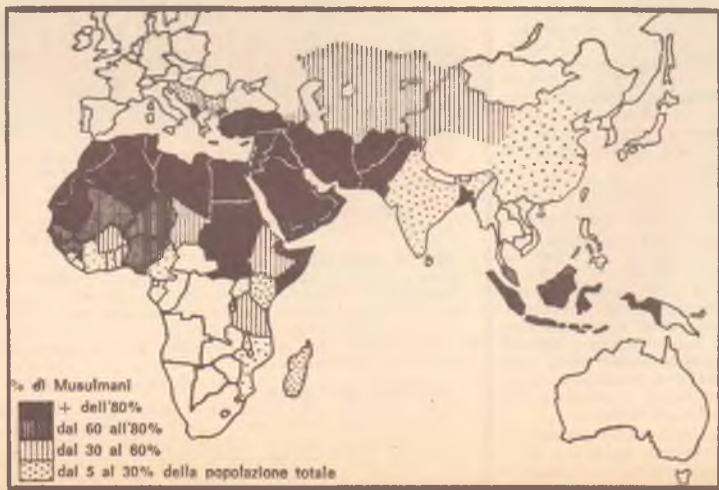 % di Musulmani
+ dell'80%
dal 60 all'80%
dal 30 al 60%
dal 5 al 30% della popolazione totale